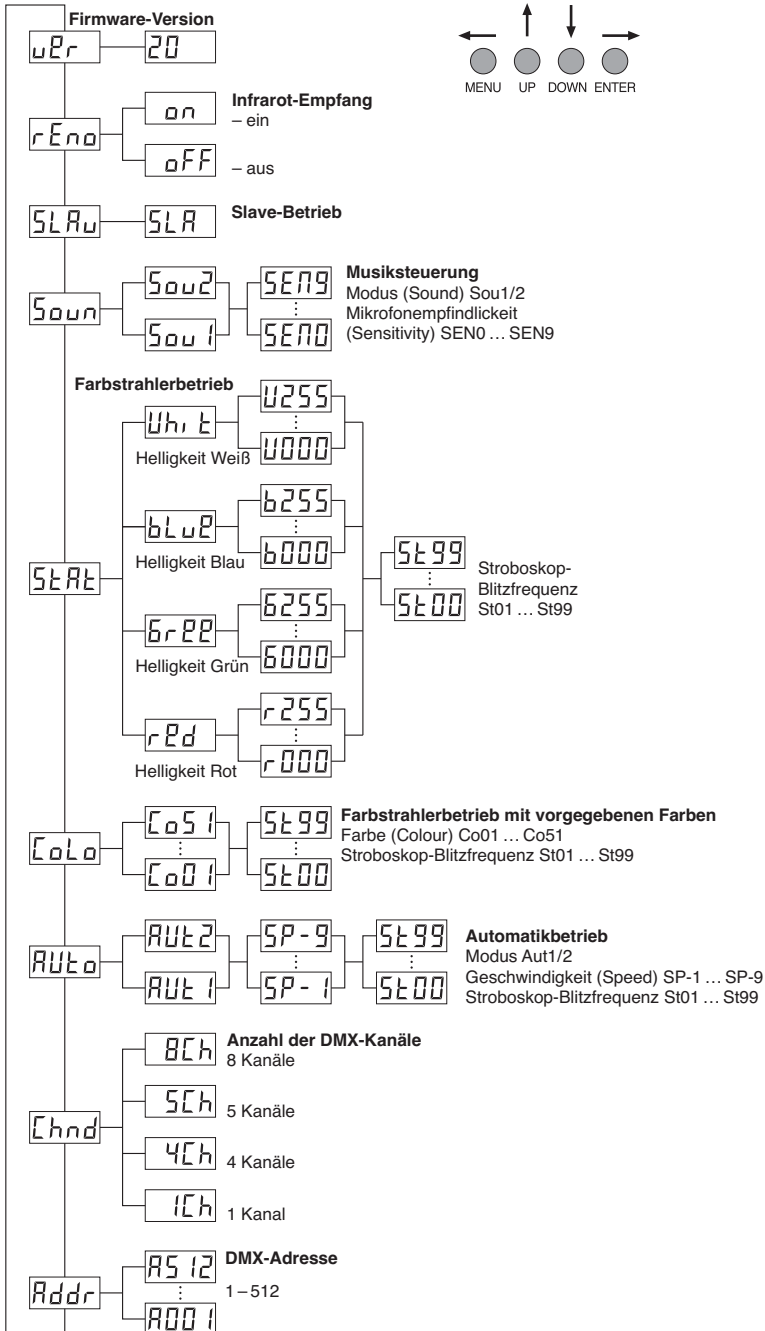 Firmware-Version
uEr 20
MENU UP DOWN ENTER
rEno
on
Infrarot-Empfang
– ein
oFF
– aus
SLAu SLA
Slave-Betrieb
Soun
Sou2 SEN9
Sou1 SEN0
Musiksteuerung
Modus (Sound) Sou1/2
Mikrofonempfindlickeit
(Sensitivity) SEN0 … SEN9
Farbstrahlerbetrieb
StAt
Uhit U255
Helligkeit Weiß U000
bLuE b255
Helligkeit Blau b000
GrEE G255
Helligkeit Grün G000
rEd r255
Helligkeit Rot r000
St99
St00
Stroboskop-
Blitzfrequenz
St01 … St99
CoLo
Co51 St99
Co01 St00
Farbstrahlerbetrieb mit vorgegebenen Farben
Farbe (Colour) Co01 … Co51
Stroboskop-Blitzfrequenz St01 … St99
AUto
AUt2 SP-9 St99
AUt1 SP-1 St00
Automatikbetrieb
Modus Aut1/2
Geschwindigkeit (Speed) SP-1 … SP-9
Stroboskop-Blitzfrequenz St01 … St99
Chnd
Anzahl der DMX-Kanäle
8Ch 8 Kanäle
5Ch 5 Kanäle
4Ch 4 Kanäle
1Ch 1 Kanal
Addr
A512
A001
DMX-Adresse
1 – 512